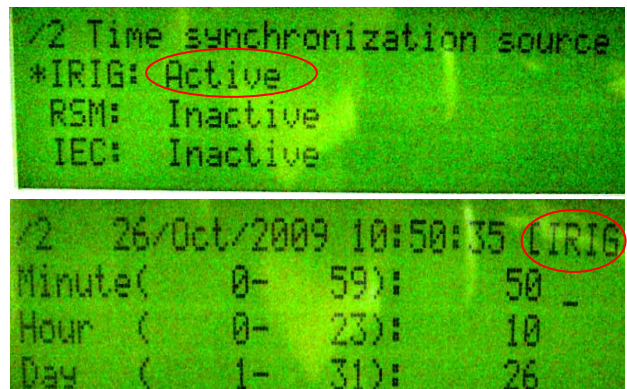 /2 Time synchronization source
*IRIG: Active
RSM: Inactive
IEC: Inactive
/2 26/Oct/2009 10:50:35 [IRIG
Minute( 0- 59): 50 _
Hour ( 0- 23): 10
Day ( 1- 31): 26